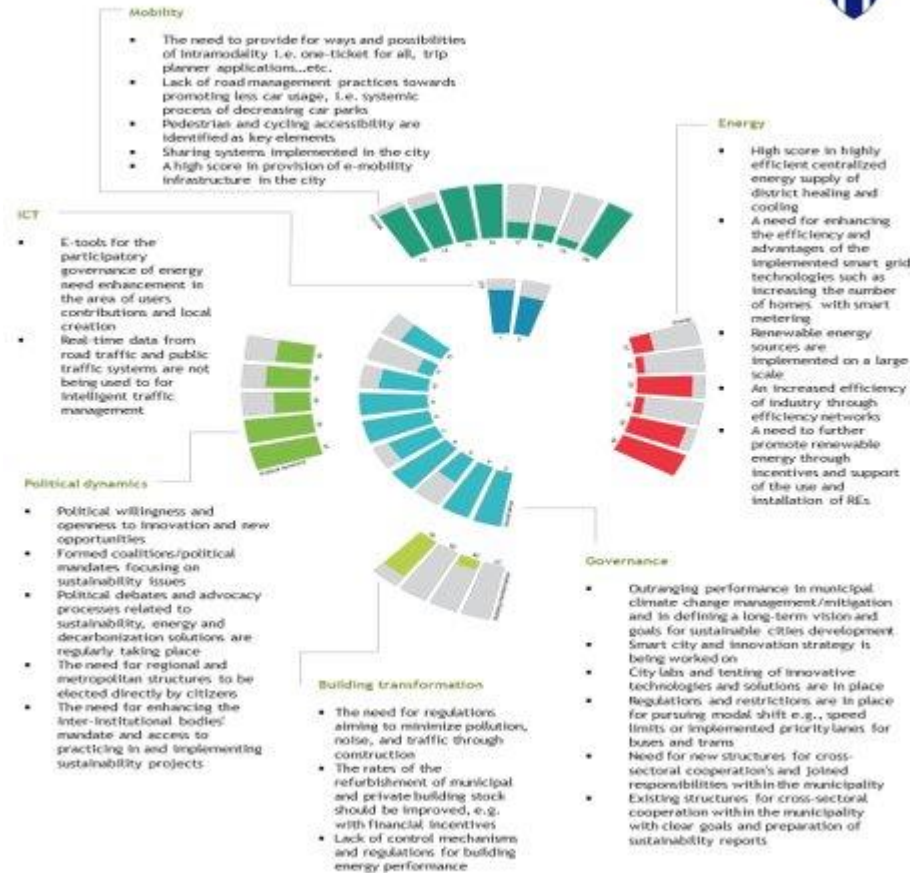 Mobility
▪ The need to provide for ways and possibilities
of intramodality i.e. one-ticket for all, trip
planner applications...etc.
▪ Lack of road management practices towards
promoting less car usage, i.e. systemic
process of decreasing car parks
▪ Pedestrian and cycling accessibility are
identified as key elements
▪ Sharing systems implemented in the city
▪ A high score in provision of e-mobility
infrastructure in the city
ICT
▪ E-tools for the
participatory
governance of energy
need enhancement in
the area of users
contributions and local
creation
▪ Real-time data from
road traffic and public
traffic systems are not
being used to for
intelligent traffic
management
Energy
▪ High score in highly
efficient centralized
energy supply of
district heating and
cooling
▪ A need for enhancing
the efficiency and
advantages of the
implemented smart grid
technologies such as
increasing the number
of homes with smart
metering
▪ Renewable energy
sources are
implemented on a large
scale
▪ An increased efficiency
of industry through
efficiency networks
▪ A need to further
promote renewable
energy through
incentives and support
of the use and
installation of REs
Political dynamics
▪ Political willingness and
openness to innovation and new
opportunities
▪ Formed coalitions/political
mandates focusing on
sustainability issues
▪ Political debates and advocacy
processes related to
sustainability, energy and
decarbonization solutions are
regularly taking place
▪ The need for regional and
metropolitan structures to be
elected directly by citizens
▪ The need for enhancing the
inter-institutional bodies'
mandate and access to
practicing in and implementing
sustainability projects
Building transformation
• The need for regulations
aiming to minimize pollution,
noise, and traffic through
construction
• The rates of the
refurbishment of municipal
and private building stock
should be improved, e.g.
with financial incentives
• Lack of control mechanisms
and regulations for building
energy performance
Governance
▪ Outranging performance in municipal
climate change management/mitigation
and in defining a long-term vision and
goals for sustainable cities development
▪ Smart city and innovation strategy is
being worked on
▪ City labs and testing of innovative
technologies and solutions are in place
▪ Regulations and restrictions are in place
for pursuing modal shift e.g., speed
limits or implemented priority lanes for
buses and trams
▪ Need for new structures for cross-
sectoral cooperation's and joined
responsibilities within the municipality
▪ Existing structures for cross-sectoral
cooperation within the municipality
with clear goals and preparation of
sustainability reports